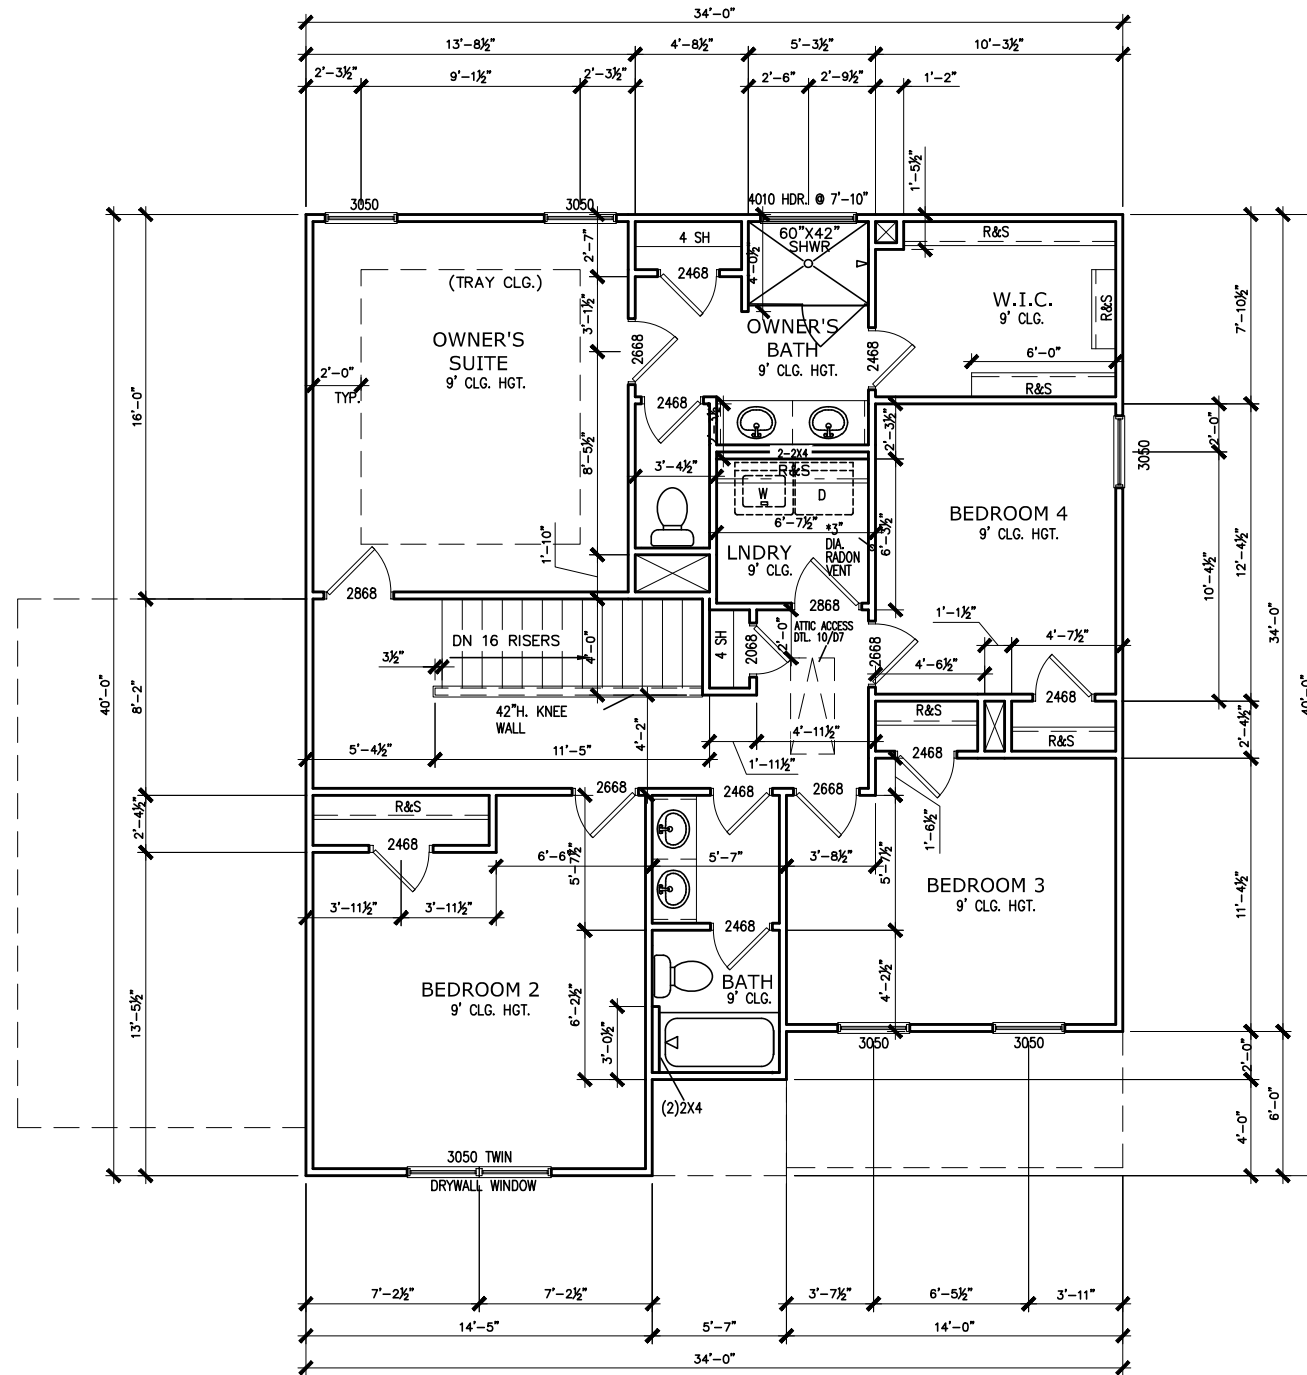 34'-0"
13'-8½" 4'-8½" 5'-3½" 10'-3½"
2'-3½" 9'-1½" 2'-3½" 2'-6" 2'-9½" 1'-2"
1'-5½"
3050 3050 4010 HDR. @ 7'-10"
4 SH
60"X42"
SHWR
R&S
2'-7"
4'-0½
2468
(TRAY CLG.)
W.I.C.
9' CLG.
R&S
7'-10½"
OWNER'S
SUITE
9' CLG. HGT.
3'-1½"
2668
OWNER'S
BATH
9' CLG. HGT.
2468
6'-0"
R&S
2'-0"
TYP.
2468
16'-0"
8'-5½"
2'-3½"
2'-0"
3050
2-2X4
R&S
3'-4½"
W D
6'-7½"
BEDROOM 4
9' CLG. HGT.
6'-3½"
*3"
DIA.
RADON
VENT
LNDRY
9' CLG.
1'-10"
12'-4½"
10'-4½"
2868
2868
DN 16 RISERS
4'-0"
4 SH
2068
2'-0"
ATTIC ACCESS
DTL. 10/D7
2668
1'-1½"
4'-7½"
4'-6½"
34'-0"
3½"
42"H. KNEE
WALL
4'-2"
2468
40'-0"
8'-2"
40'-0"
R&S
R&S
2'-4½"
5'-4½" 11'-5" 4'-11½"
1'-11½"
2468
2668 2468 2668
R&S
2'-4½"
2468
1'-6½"
6'-6" 5'-7" 3'-8½"
5'-7½"
5'-7½"
3'-11½" 3'-11½"
BEDROOM 3
9' CLG. HGT.
11'-4½"
2468
BEDROOM 2
9' CLG. HGT.
BATH
9' CLG.
6'-2½"
4'-2½"
13'-5½"
3'-0½"
3050 3050
2'-0"
(2)2X4
4'-0"
6'-0"
3050 TWIN
DRYWALL WINDOW
7'-2½" 7'-2½" 3'-7½" 6'-5½" 3'-11"
14'-5" 5'-7" 14'-0"
34'-0"